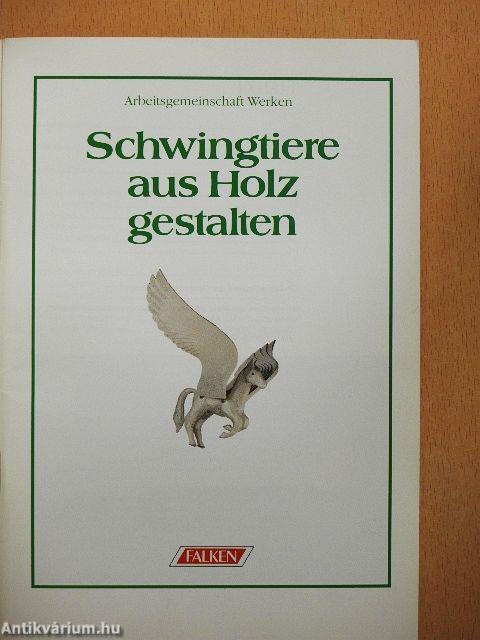 Arbeitsgemeinschaft Werken
Schwingtiere
aus Holz
gestalten
FALKEN
Antikvárium.hu